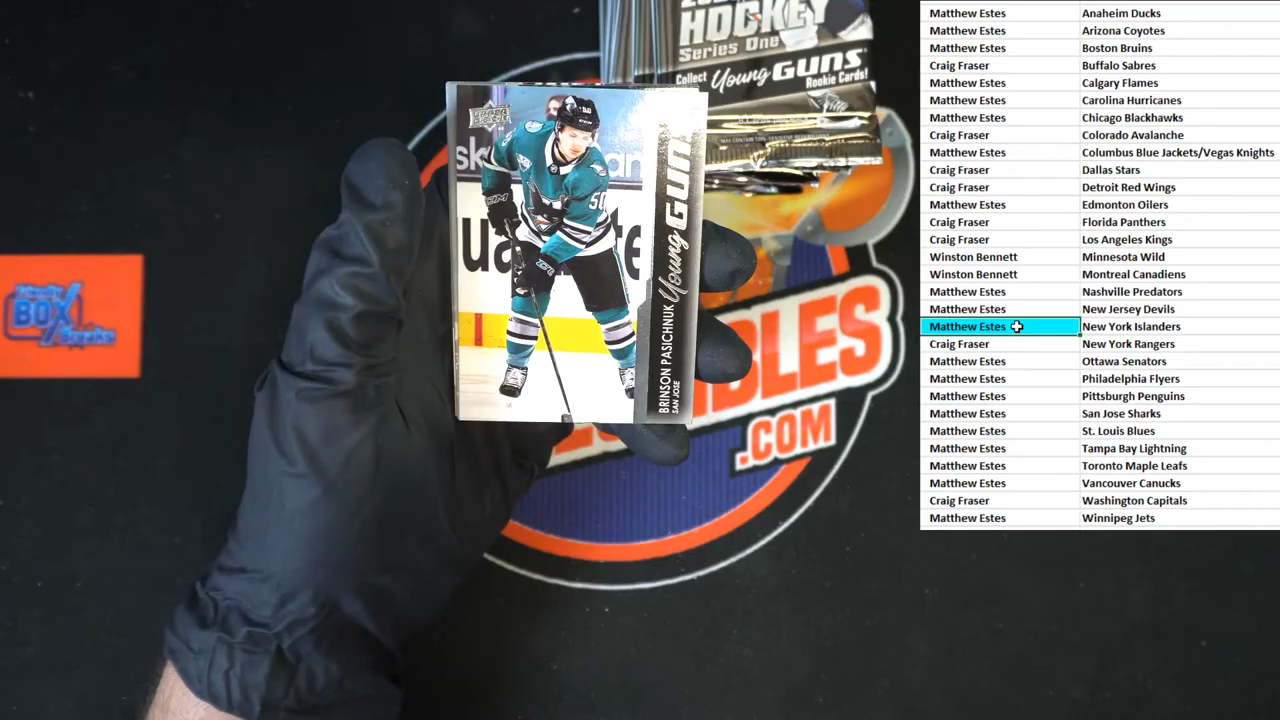 HOCKEY
Series One
Collect Young GUNS
Rookie Cards!
UPPER DECK
50
BRINSON PASICHNUK Young GUNS
SAN JOSE
BOX
Breaks
IBLES
.COM
Matthew Estes Anaheim Ducks
Matthew Estes Arizona Coyotes
Matthew Estes Boston Bruins
Craig Fraser Buffalo Sabres
Matthew Estes Calgary Flames
Matthew Estes Carolina Hurricanes
Matthew Estes Chicago Blackhawks
Craig Fraser Colorado Avalanche
Matthew Estes Columbus Blue Jackets/Vegas Knights
Craig Fraser Dallas Stars
Craig Fraser Detroit Red Wings
Matthew Estes Edmonton Oilers
Craig Fraser Florida Panthers
Craig Fraser Los Angeles Kings
Winston Bennett Minnesota Wild
Winston Bennett Montreal Canadiens
Matthew Estes Nashville Predators
Matthew Estes New Jersey Devils
Matthew Estes New York Islanders
Craig Fraser New York Rangers
Matthew Estes Ottawa Senators
Matthew Estes Philadelphia Flyers
Matthew Estes Pittsburgh Penguins
Matthew Estes San Jose Sharks
Matthew Estes St. Louis Blues
Matthew Estes Tampa Bay Lightning
Matthew Estes Toronto Maple Leafs
Matthew Estes Vancouver Canucks
Craig Fraser Washington Capitals
Matthew Estes Winnipeg Jets